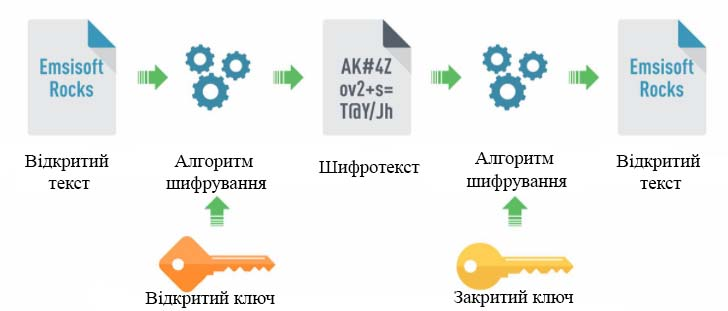 Emsisoft
Rocks
AK#4Z
ov2+s=
T@Y/Jh
Emsisoft
Rocks
Відкритий
текст
Алгоритм
шифрування
Шифротекст
Алгоритм
шифрування
Відкритий
текст
Відкритий ключ
Закритий ключ